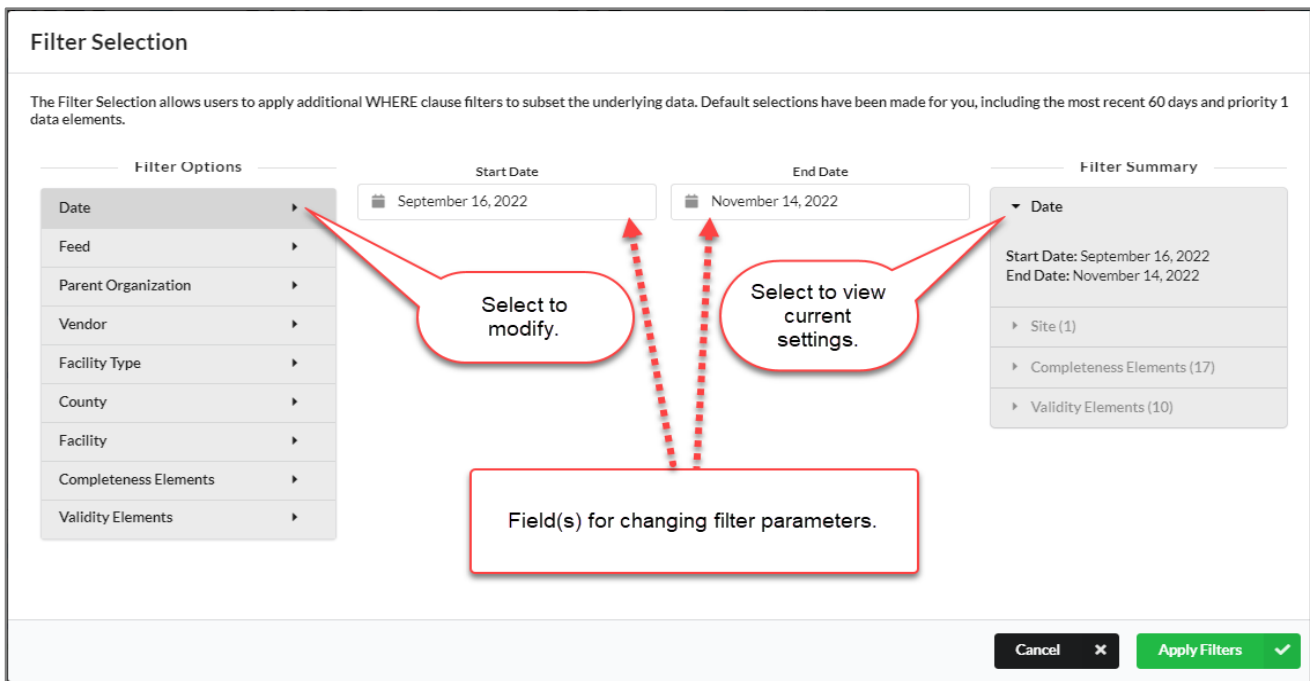 Filter Selection
The Filter Selection allows users to apply additional WHERE clause filters to subset the underlying data. Default selections have been made for you, including the most recent 60 days and priority 1
data elements.
Filter Options
Date
Feed
Parent Organization
Vendor
Facility Type
County
Facility
Completeness Elements
Validity Elements
Start Date
September 16, 2022
End Date
November 14, 2022
Select to
modify.
Select to view
current
settings.
Field(s) for changing filter parameters.
Filter Summary
Date
Start Date: September 16, 2022
End Date: November 14, 2022
Site (1)
Completeness Elements (17)
Validity Elements (10)
Cancel
Apply Filters